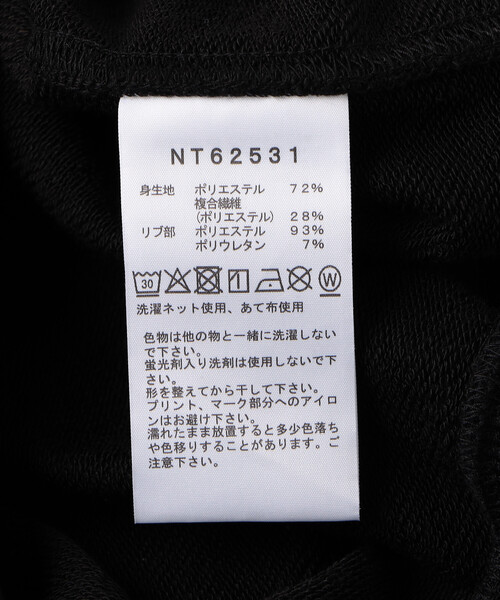 NT62531
身生地 ポリエステル 72%
複合繊維
(ポリエステル) 28%
リブ部 ポリエステル 93%
ポリウレタン 7%
30 W
洗濯ネット使用、あて布使用
色物は他の物と一緒に洗濯しない
で下さい。
蛍光剤入り洗剤は使用しないで下
さい。
形を整えてから干して下さい。
プリント、マーク部分へのアイロ
ンはお避け下さい。
濡れたまま放置すると多少色落ち
や色移りすることがあります。ご
注意下さい。